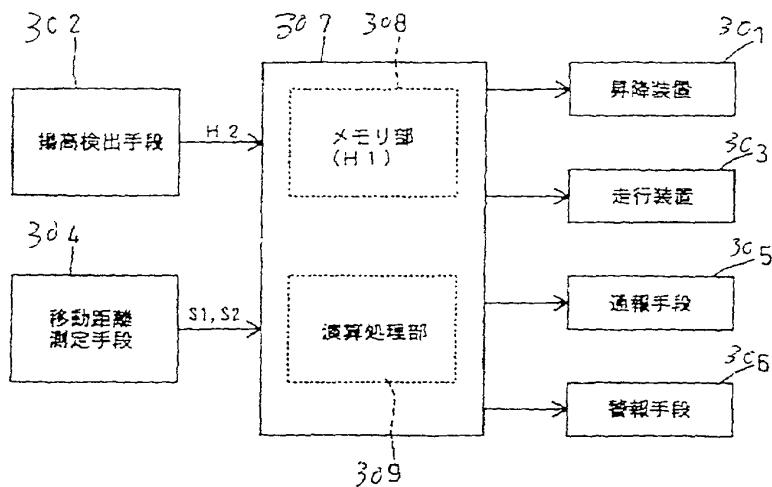 302
307
308
301
揚高検出手段
H2
メモリ部
(H1)
昇降装置
303
走行装置
304
移動距離
測定手段
S1,S2
演算処理部
305
通報手段
306
警報手段
309